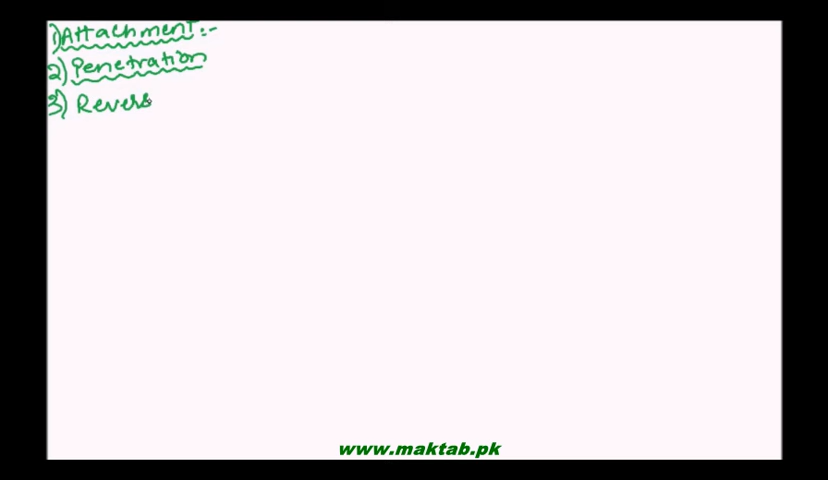 1) Attachment :-
2) Penetration
3) Revers
www.maktab.pk